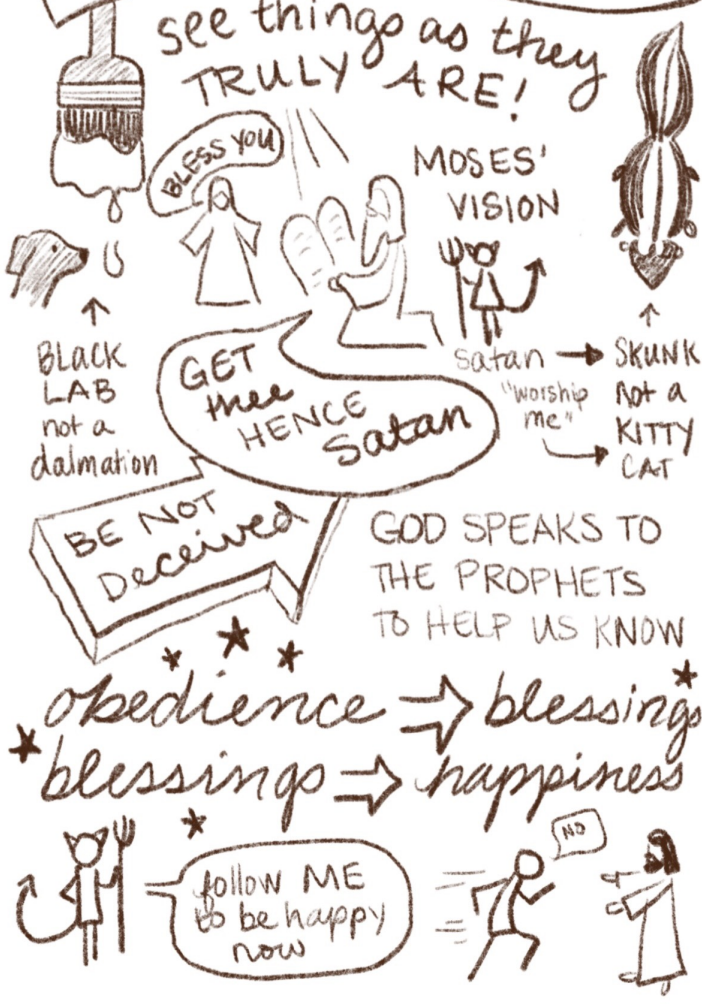 see things as they
TRULY ARE!
BLESS YOU
MOSES'
VISION
BLACK
LAB
not a
dalmation
GET
thee
HENCE
Satan
satan
"worship
me"
SKUNK
not a
KITTY
CAT
BE NOT
Deceived
GOD SPEAKS TO
THE PROPHETS
TO HELP US KNOW
obedience ⇒ blessings
blessings ⇒ happiness
follow ME
to be happy
now
NO